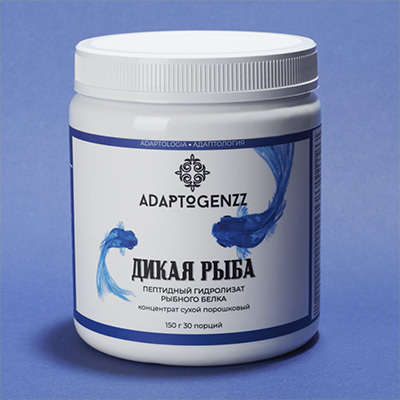 ADAPTOLOGIA • АДАПТОЛОГИЯ
ADAPTOGENZZ
ДИКАЯ РЫБА
ПЕПТИДНЫЙ ГИДРОЛИЗАТ
РЫБНОГО БЕЛКА
концентрат сухой порошковый
150 г 30 порций